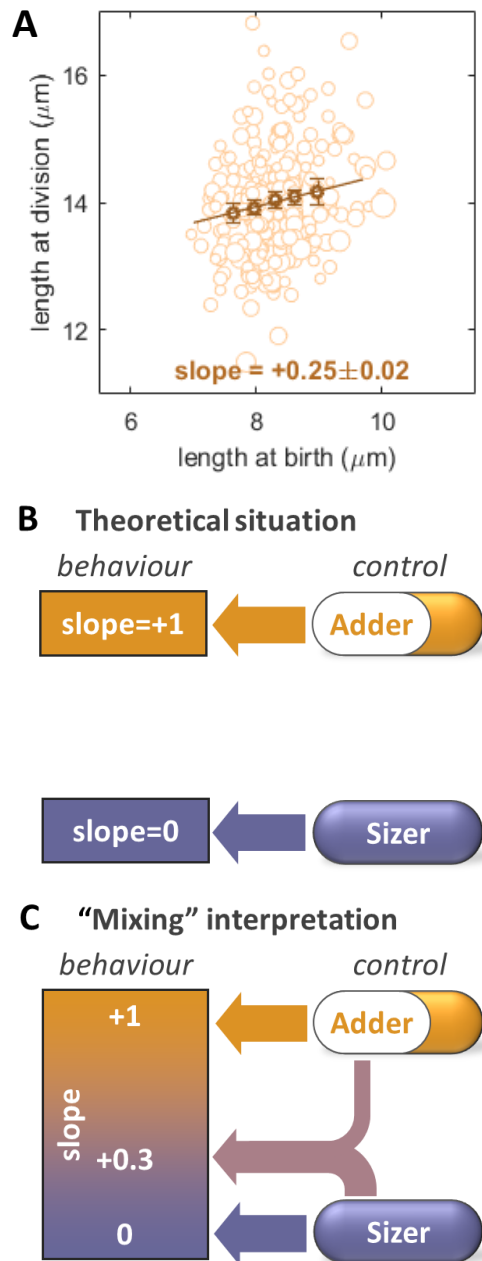 A
16
14
12
length at division (μm)
slope = +0.25±0.02
6 8 10
length at birth (μm)
B Theoretical situation
behaviour control
slope=+1 Adder
slope=0 Sizer
C “Mixing” interpretation
behaviour control
+1 Adder
slope
+0.3
0 Sizer